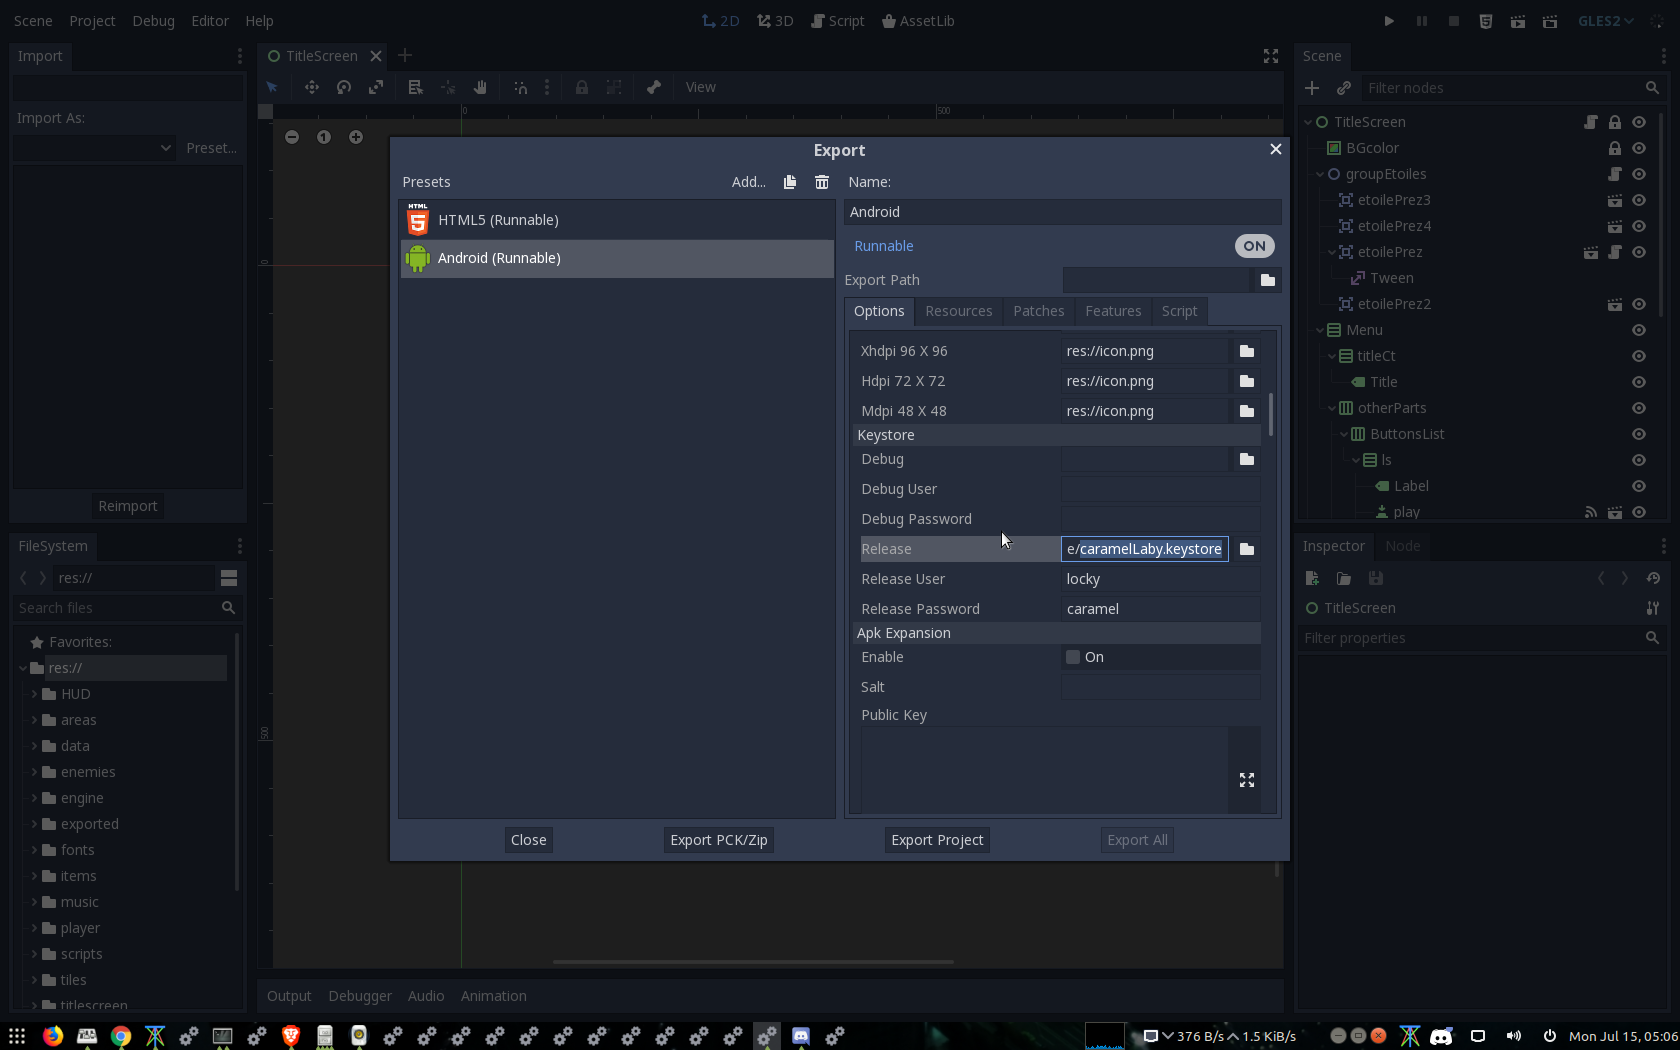 Scene Project Debug Editor Help
2D 3D Script AssetLib
GLES2
Import
TitleScreen
Scene
View
Filter nodes
Import As:
Preset...
0
500
0
500
Reimport
FileSystem
res://
Search files
Favorites:
res://
HUD
areas
data
enemies
engine
exported
fonts
items
music
player
scripts
tiles
titlescreen
Export
Presets
Add...
HTML
5
HTML5 (Runnable)
Android (Runnable)
Name:
Android
Runnable
ON
Export Path
Options Resources Patches Features Script
Xhdpi 96 X 96 res://icon.png
Hdpi 72 X 72 res://icon.png
Mdpi 48 X 48 res://icon.png
Keystore
Debug
Debug User
Debug Password
Release e/caramelLaby.keystore
Release User locky
Release Password caramel
Apk Expansion
Enable On
Salt
Public Key
Close Export PCK/Zip Export Project Export All
TitleScreen
BGcolor
groupEtoiles
etoilePrez3
etoilePrez4
etoilePrez
Tween
etoilePrez2
Menu
titleCt
Title
otherParts
ButtonsList
ls
Label
play
Inspector Node
TitleScreen
Filter properties
Output Debugger Audio Animation
376 B/s 1.5 KiB/s
Mon Jul 15, 05:06